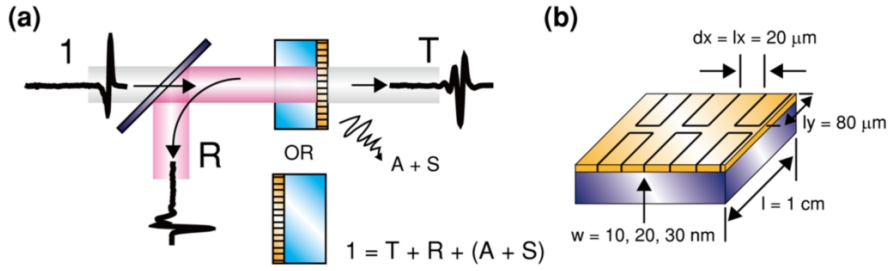 (a)
1
T
R
OR
A + S
1 = T + R + (A + S)
(b)
dx = lx = 20 μm
ly = 80 μm
l = 1 cm
w = 10, 20, 30 nm